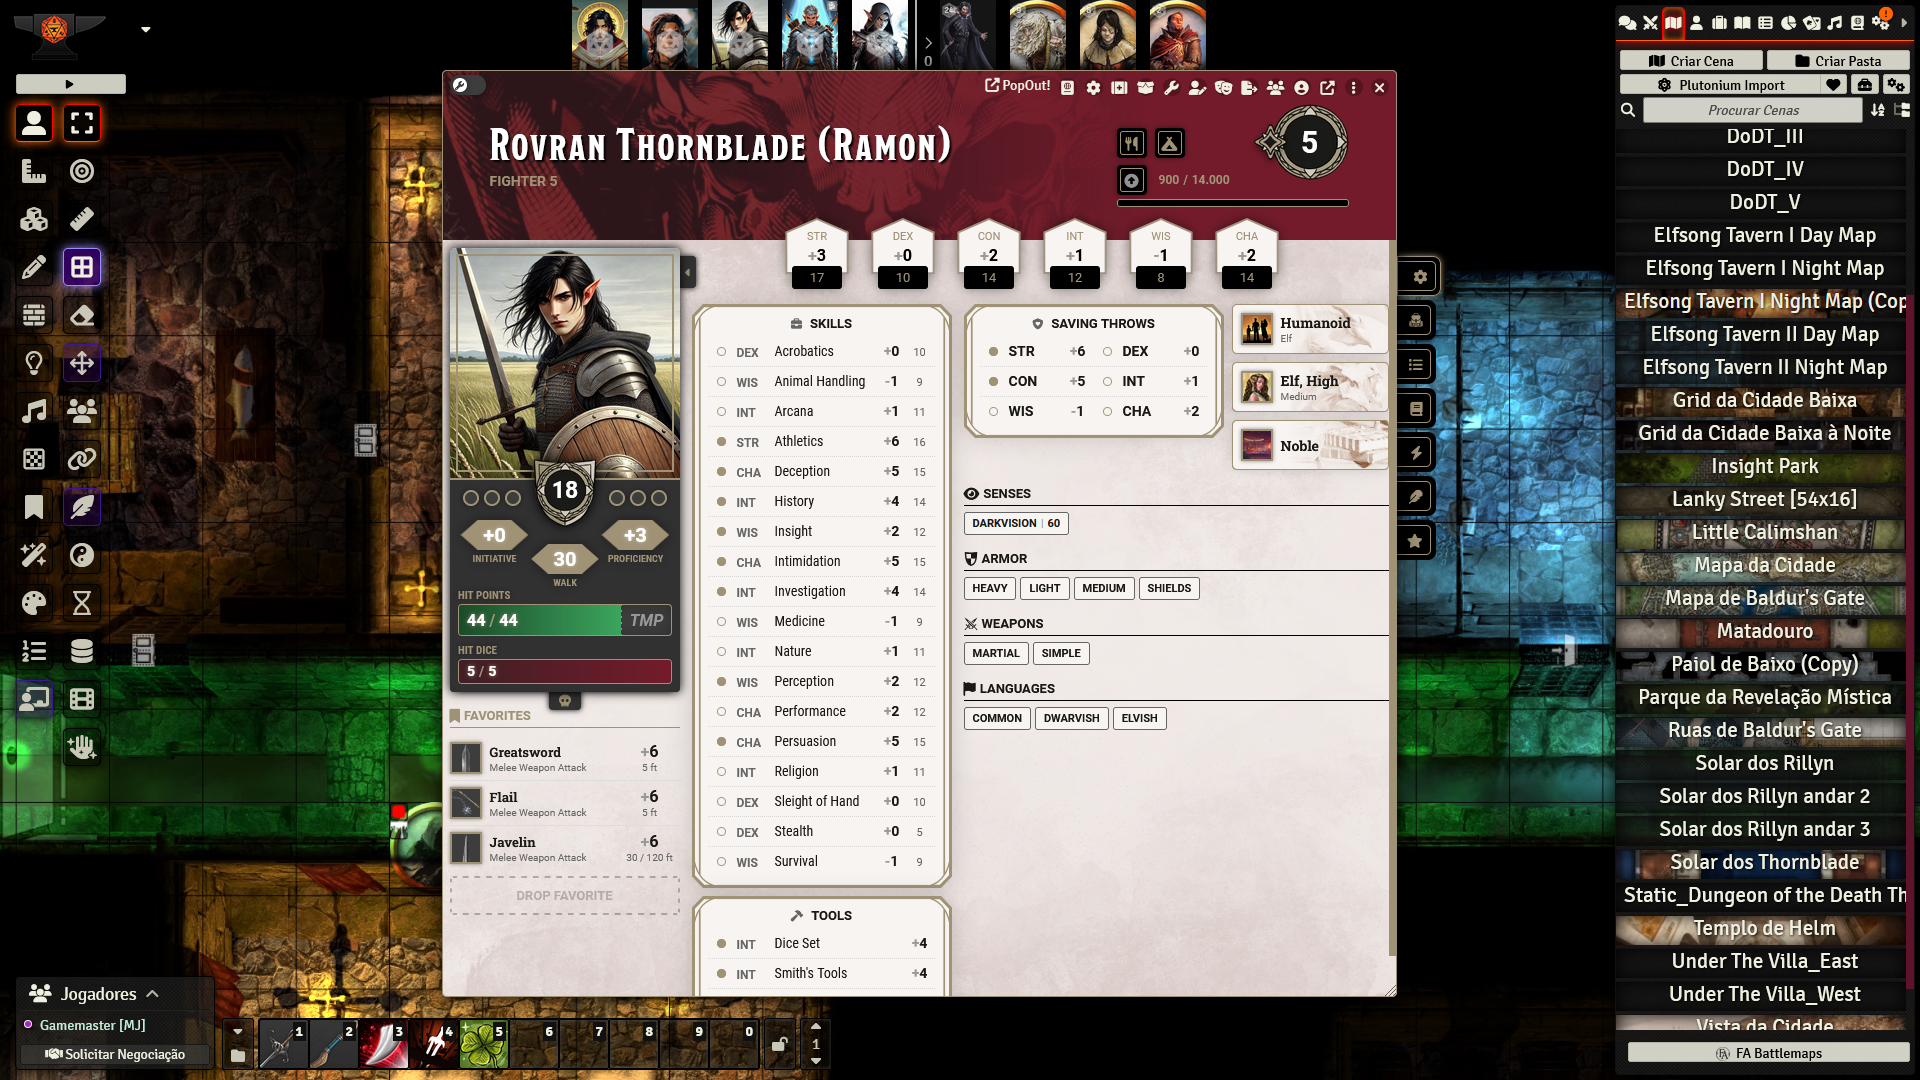 PopOut!
Rovran Thornblade (Ramon)
FIGHTER 5
900 / 14.000
5
STR
+3
17
DEX
+0
10
CON
+2
14
INT
+1
12
WIS
-1
8
CHA
+2
14
18
+0
INITIATIVE
30
WALK
+3
PROFICIENCY
HIT POINTS
44 / 44
TMP
HIT DICE
5 / 5
FAVORITES
Greatsword +6
Melee Weapon Attack 5 ft
Flail +6
Melee Weapon Attack 5 ft
Javelin +6
Melee Weapon Attack 30 / 120 ft
DROP FAVORITE
SKILLS
DEX Acrobatics +0 10
WIS Animal Handling -1 9
INT Arcana +1 11
STR Athletics +6 16
CHA Deception +5 15
INT History +4 14
WIS Insight +2 12
CHA Intimidation +5 15
INT Investigation +4 14
WIS Medicine -1 9
INT Nature +1 11
WIS Perception +2 12
CHA Performance +2 12
CHA Persuasion +5 15
INT Religion +1 11
DEX Sleight of Hand +0 10
DEX Stealth +0 5
WIS Survival -1 9
TOOLS
INT Dice Set +4
INT Smith's Tools +4
SAVING THROWS
STR +6 DEX +0
CON +5 INT +1
WIS -1 CHA +2
Humanoid
Elf
Elf, High
Medium
Noble
SENSES
DARKVISION | 60
ARMOR
HEAVY LIGHT MEDIUM SHIELDS
WEAPONS
MARTIAL SIMPLE
LANGUAGES
COMMON DWARVISH ELVISH
0
Criar Cena
Criar Pasta
Plutonium Import
Procurar Cenas
DoDT_III
DoDT_IV
DoDT_V
Elfsong Tavern I Day Map
Elfsong Tavern I Night Map
Elfsong Tavern I Night Map (Cop
Elfsong Tavern II Day Map
Elfsong Tavern II Night Map
Grid da Cidade Baixa
Grid da Cidade Baixa à Noite
Insight Park
Lanky Street [54x16]
Little Calimshan
Mapa da Cidade
Mapa de Baldur's Gate
Matadouro
Paiol de Baixo (Copy)
Parque da Revelação Mística
Ruas de Baldur's Gate
Solar dos Rillyn
Solar dos Rillyn andar 2
Solar dos Rillyn andar 3
Solar dos Thornblade
Static_Dungeon of the Death Th
Templo de Helm
Under The Villa_East
Under The Villa_West
Vista da Cidade
FA Battlemaps
Jogadores
Gamemaster [MJ]
Solicitar Negociação
1 2 3 4 5 6 7 8 9 0
1